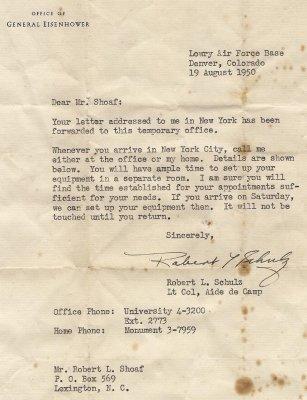 OFFICE OF
GENERAL EISENHOWER
Lowry Air Force Base
Denver, Colorado
19 August 1950
Dear Mr. Shoaf:
Your letter addressed to me in New York has been
forwarded to this temporary office.
Whenever you arrive in New York City, call me
either at the office or my home. Details are shown
below. You will have ample time to set up your
equipment in a separate room. I am sure you will
find the time established for your appointments suf-
ficient for your needs. If you arrive on Saturday,
we can set up your equipment then. It will not be
touched until you return.
Sincerely,
Robert L Schulz
Robert L. Schulz
Lt Col, Aide de Camp
Office Phone: University 4-3200
Ext. 2773
Home Phone: Monument 3-7959
Mr. Robert L. Shoaf
P. O. Box 569
Lexington, N. C.